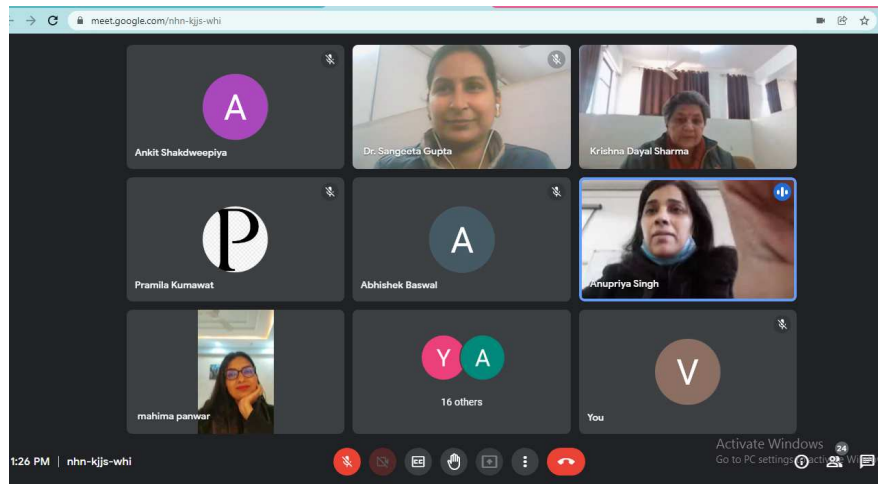 meet.google.com/nhn-kjjs-whi
A
Ankit Shakdweepiya
Dr. Sangeeta Gupta
Krishna Dayal Sharma
P
Pramila Kumawat
A
Abhishek Baswal
Anupriya Singh
mahima panwar
Y A
16 others
V
You
Activate Windows
Go to PC settings
24
1:26 PM | nhn-kjjs-whi
CC